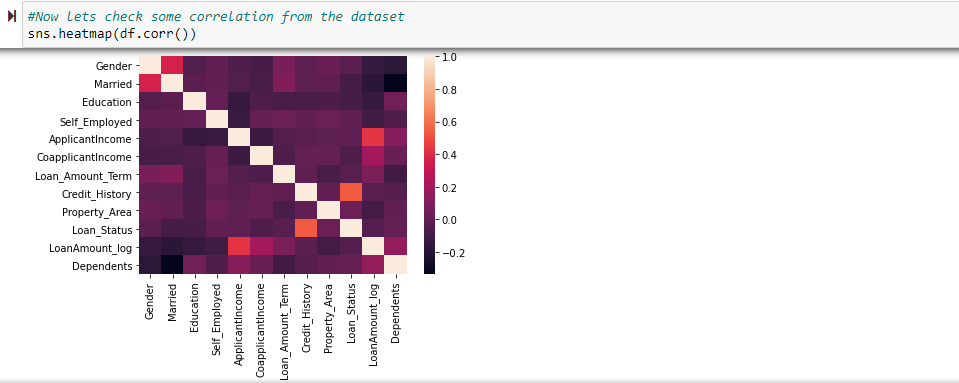 #Now lets check some correlation from the dataset
sns.heatmap(df.corr())
Gender
Married
Education
Self_Employed
ApplicantIncome
CoapplicantIncome
Loan_Amount_Term
Credit_History
Property_Area
Loan_Status
LoanAmount_log
Dependents
1.0
0.8
0.6
0.4
0.2
0.0
−0.2
Gender
Married
Education
Self_Employed
ApplicantIncome
CoapplicantIncome
Loan_Amount_Term
Credit_History
Property_Area
Loan_Status
LoanAmount_log
Dependents